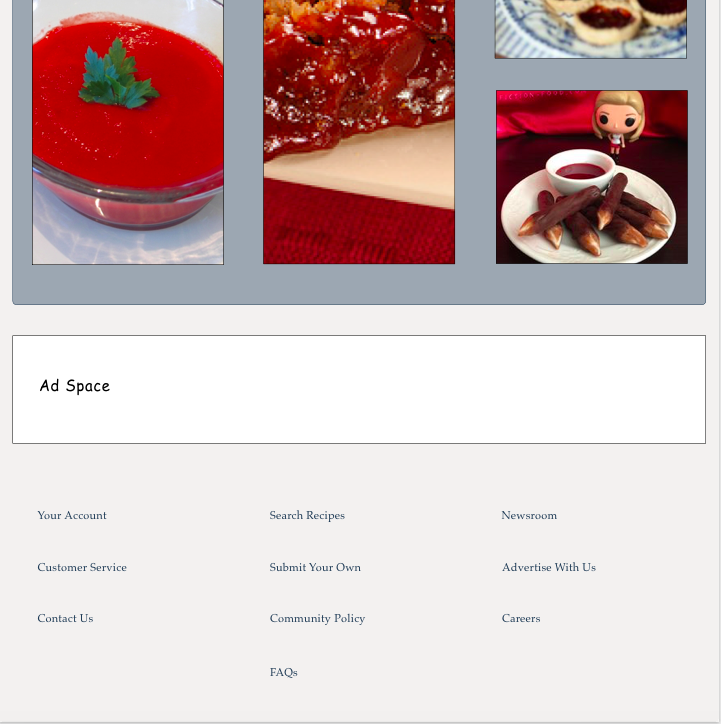 Ad Space
Your Account
Search Recipes
Newsroom
Customer Service
Submit Your Own
Advertise With Us
Contact Us
Community Policy
Careers
FAQs